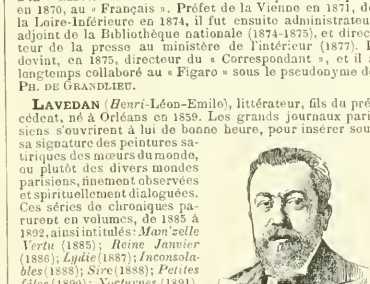 en 1870, au « Français ». Préfet de la Vienne en 1871, de
la Loire-Inférieure en 1874, il fut ensuite administrateu
adjoint de la Bibliothèque nationale (1874-1875), et direc
teur de la presse au ministère de l'intérieur (1877). I
devint, en 1875, directeur du « Correspondant », et il
longtemps collaboré au « Figaro » sous le pseudonyme d
PH. DE GRANDLIEU.
LAVEDAN (Henri-Léon-Emile), littérateur, fils du pré
cédent, né à Orléans en 1859. Les grands journaux pari
siens s'ouvrirent à lui de bonne heure, pour insérer sou
sa signature des peintures sa-
tiriques des mœurs du monde,
ou plutôt des divers mondes
parisiens, finement observées
et spirituellement dialoguées.
Ces séries de chroniques pa-
rurent en volumes, de 1885 à
1892, ainsi intitulés: Mam'zelle
Vertu (1885); Reine Janvier
(1886); Lydie (1887); Inconsola-
bles (1888); Sire (1888); Petites
fêtes (1890); Nocturnes (1891)